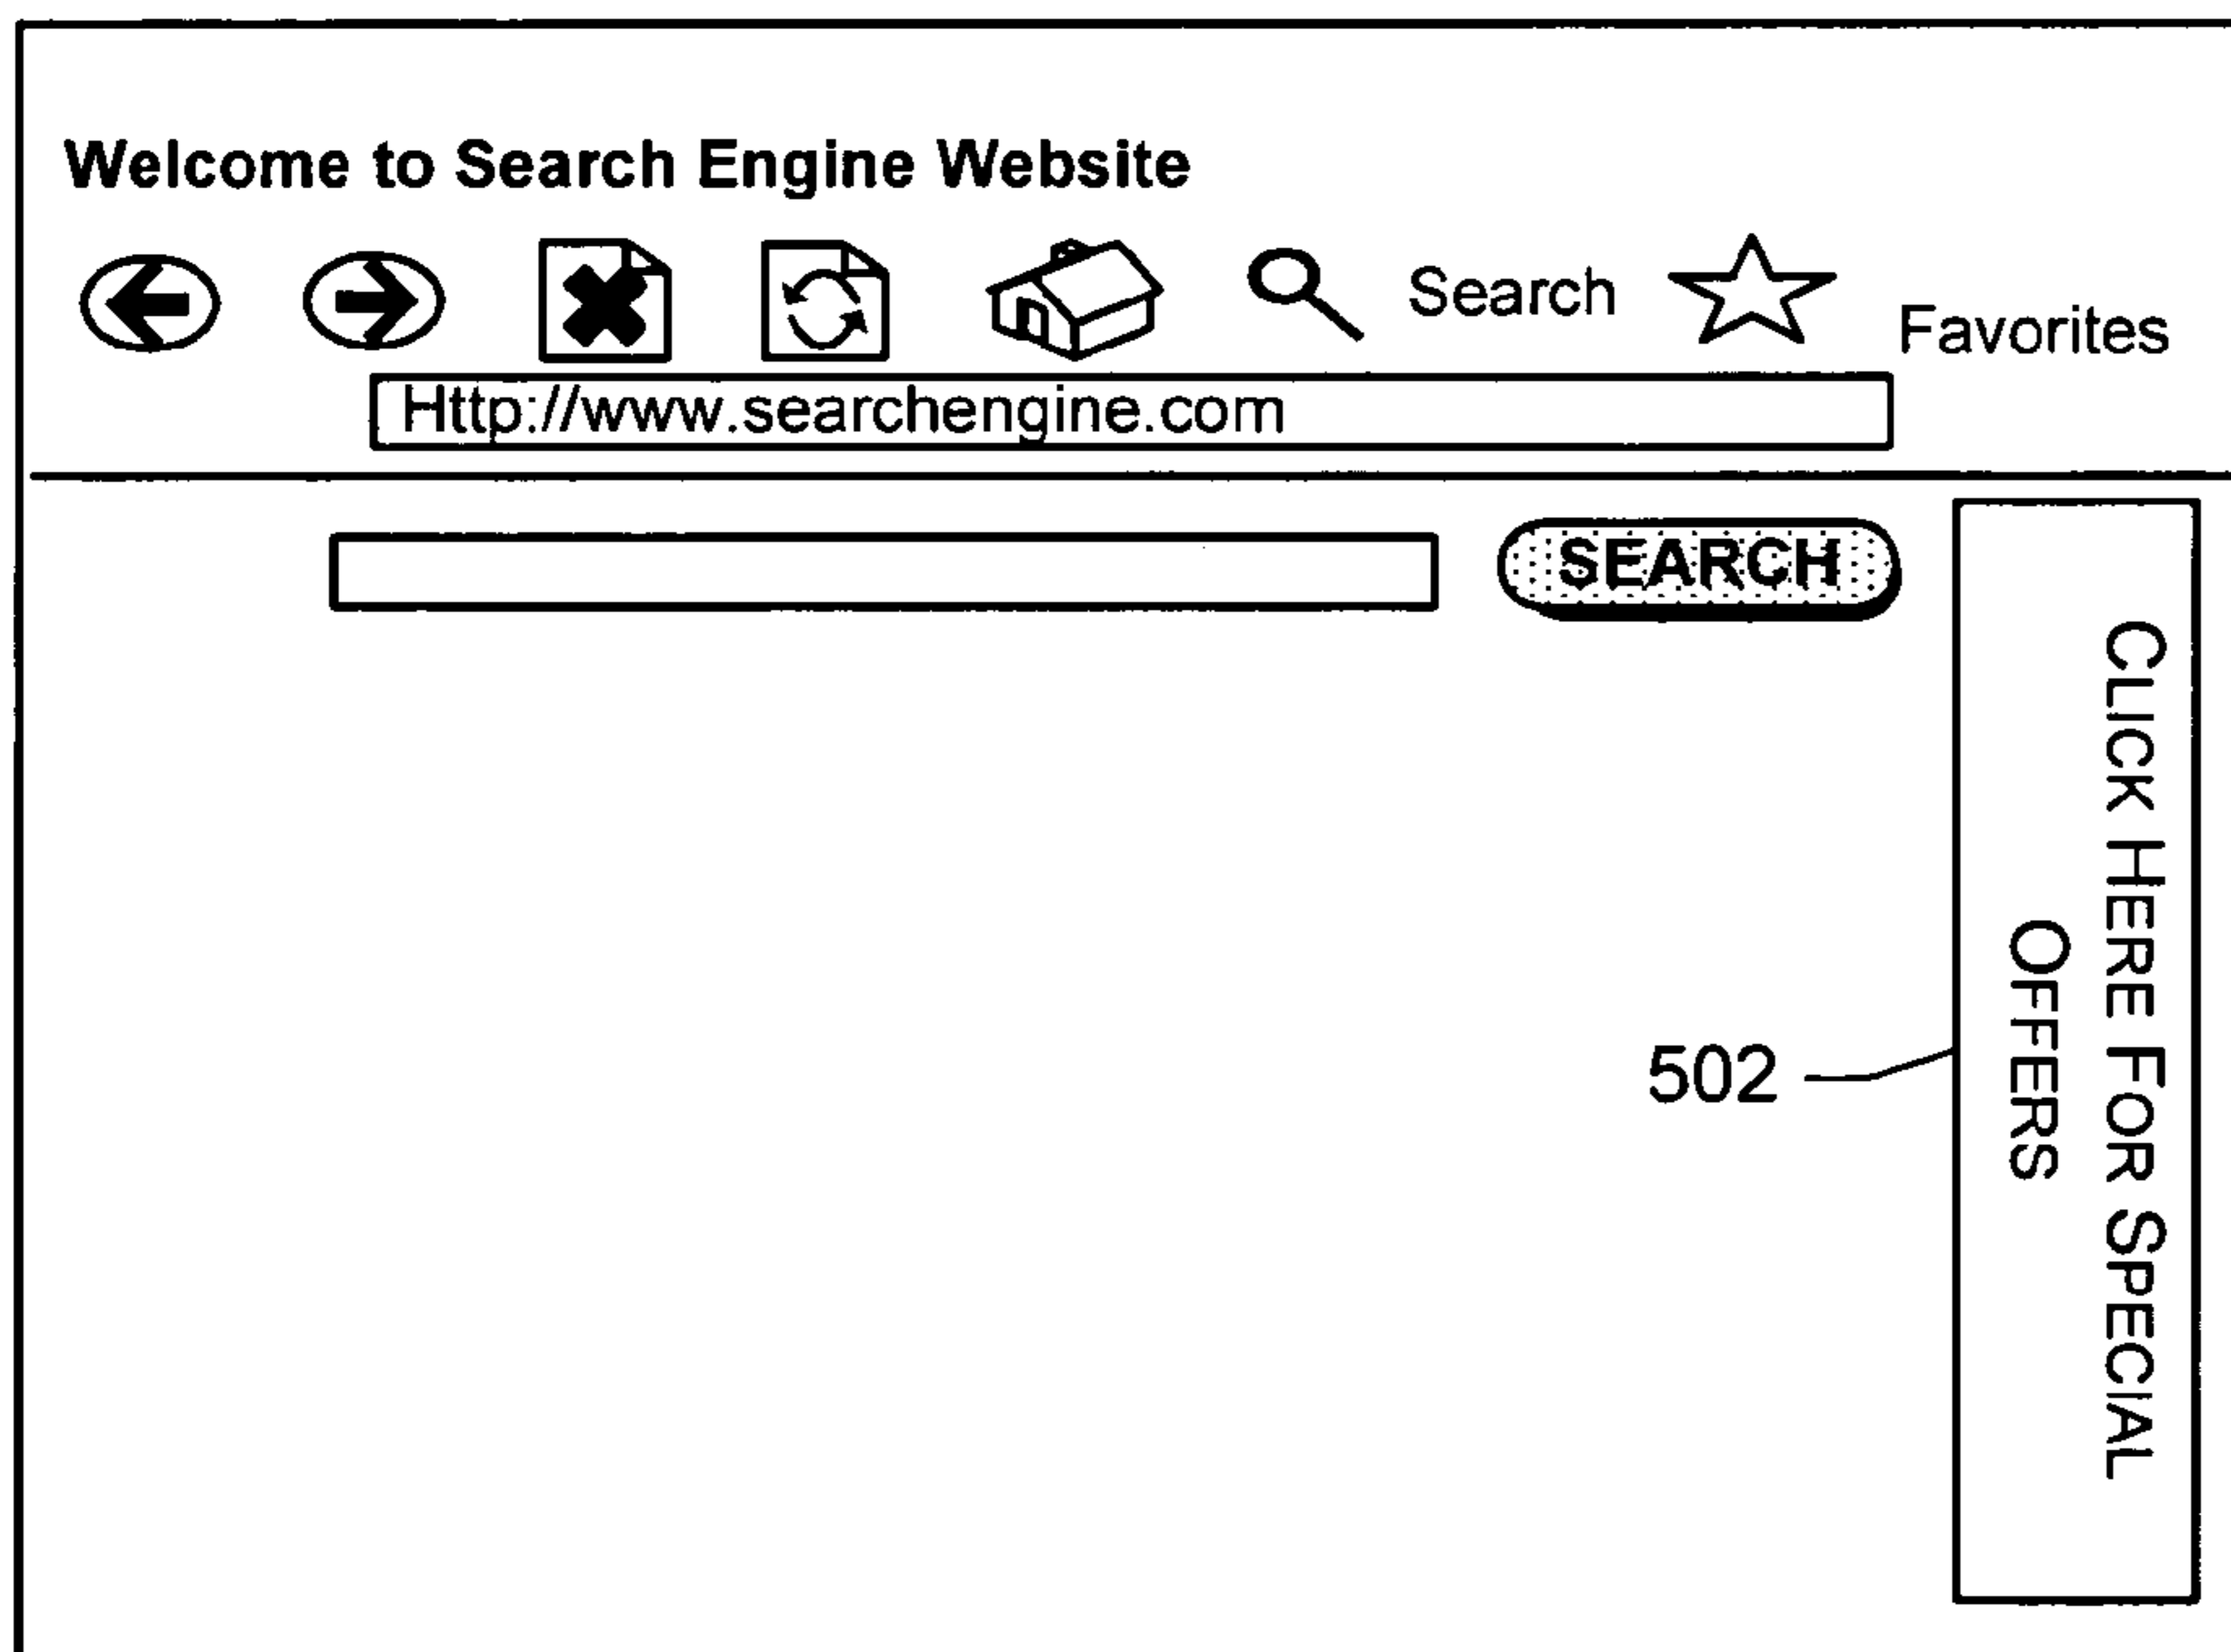 Welcome to Search Engine Website
Search
Favorites
Http://www.searchengine.com
SEARCH
CLICK HERE FOR SPECIAL
OFFERS
502